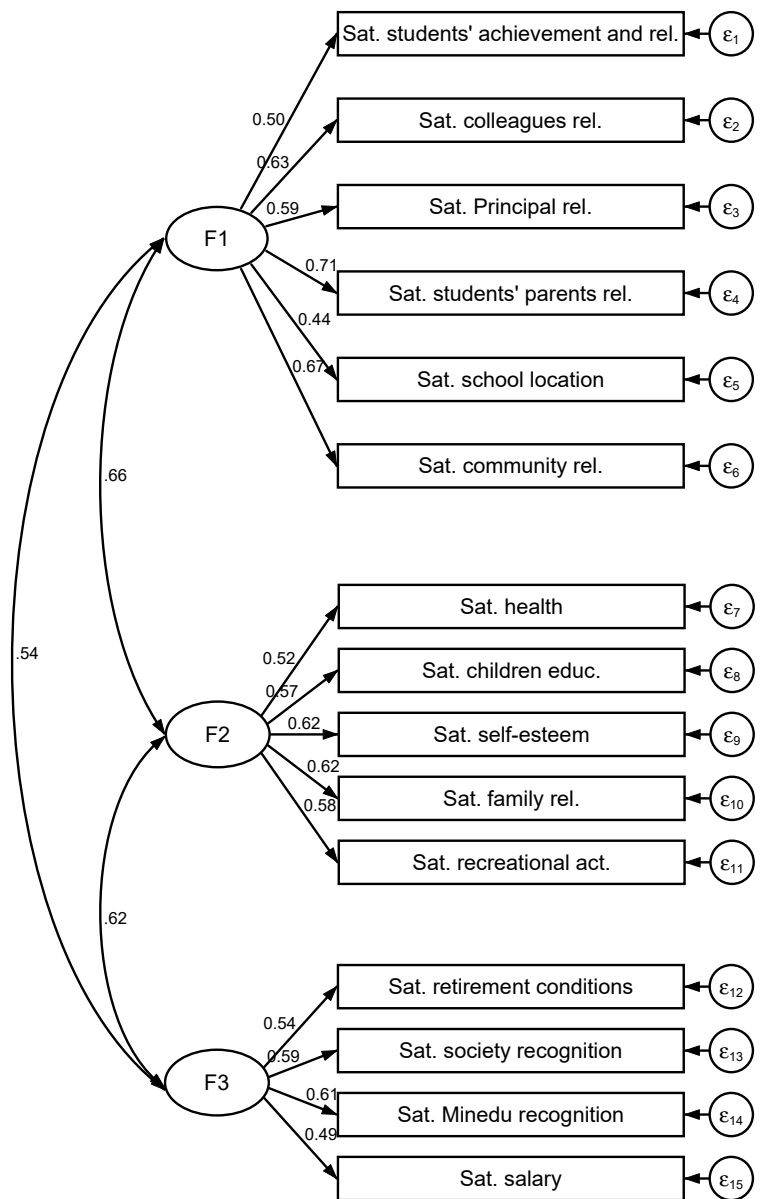 Sat. students' achievement and rel.
ε1
0.50
Sat. colleagues rel.
ε2
0.63
Sat. Principal rel.
ε3
0.59
F1
Sat. students' parents rel.
ε4
0.71
0.44
Sat. school location
ε5
0.67
Sat. community rel.
ε6
.66
Sat. health
ε7
.54
0.52
Sat. children educ.
ε8
0.57
F2
0.62
Sat. self-esteem
ε9
0.62
Sat. family rel.
ε10
0.58
Sat. recreational act.
ε11
.62
Sat. retirement conditions
ε12
0.54
Sat. society recognition
ε13
0.59
F3
0.61
Sat. Minedu recognition
ε14
0.49
Sat. salary
ε15